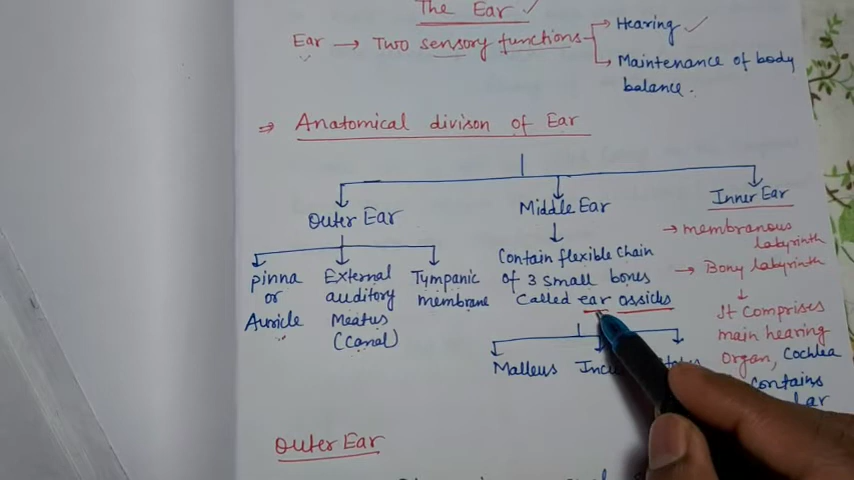 The Ear ✓
Ear → Two sensory functions
→ Hearing ✓
→ Maintenance of body
balance.
⇒ Anatomical divison of Ear
Outer Ear
pinna
or
Auricle
External
auditory
Meatus
(canal)
Tympanic
membrane
Middle Ear
Contain flexible chain
of 3 small bones
Called ear ossicles
Malleus
Inner Ear
→ membranous
labyrinth
→ Bony labyrinth
It comprises
main hearing
Organ, Cochlea
contains
Outer Ear